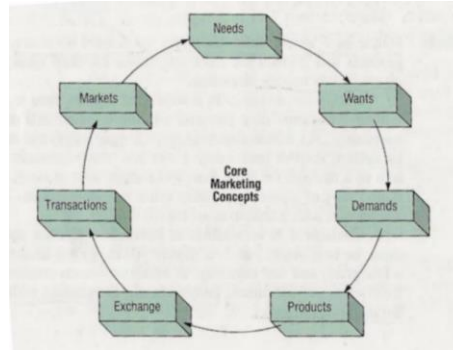 Needs
Wants
Demands
Products
Exchange
Transactions
Markets
Core
Marketing
Concepts